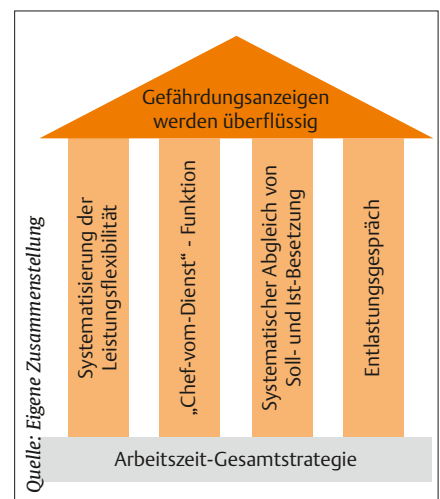 Gefährdungsanzeigen
werden überflüssig
Systematisierung der
Leistungsflexibilität
„Chef-vom-Dienst“ - Funktion
Systematischer Abgleich von
Soll- und Ist-Besetzung
Entlastungsgespräch
Arbeitszeit-Gesamtstrategie
Quelle: Eigene Zusammenstellung